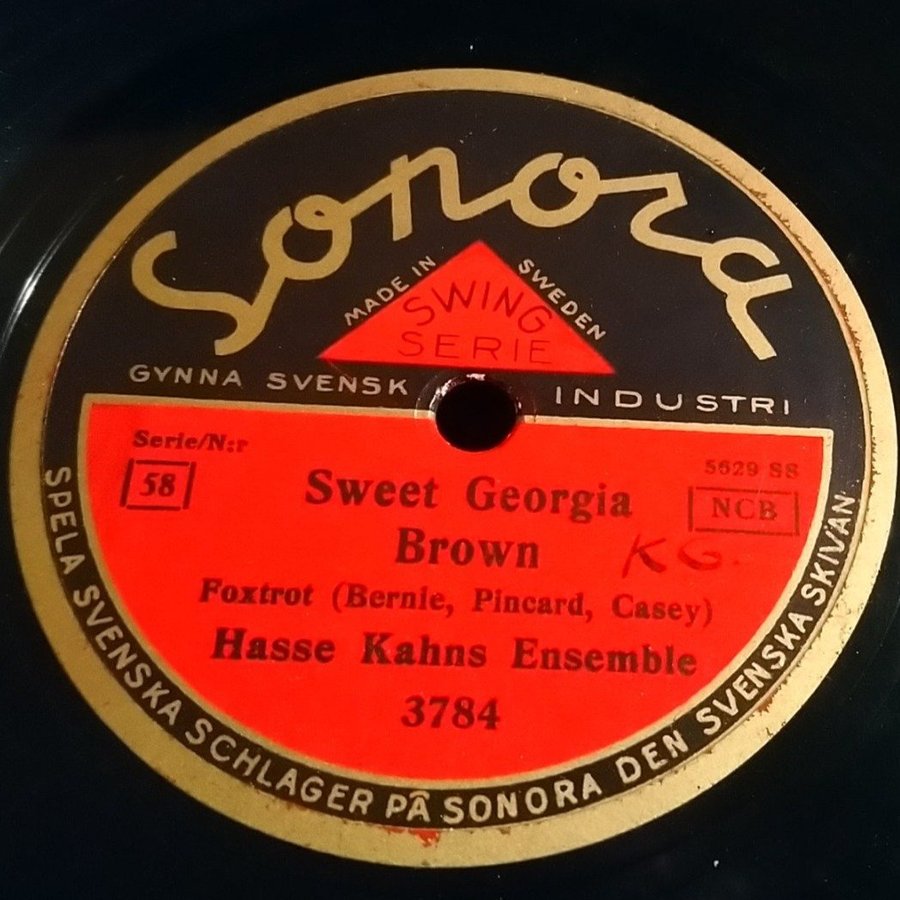 Sonora
MADE IN SWEDEN
SWING
SERIE
GYNNA SVENSK INDUSTRI
Serie/N:r
58
5629 SS
NCB
Sweet Georgia
Brown
KG.
Foxtrot (Bernie, Pincard, Casey)
Hasse Kahns Ensemble
3784
SPELA SVENSKA SCHLAGER PÅ SONORA DEN SVENSKA SKIVAN